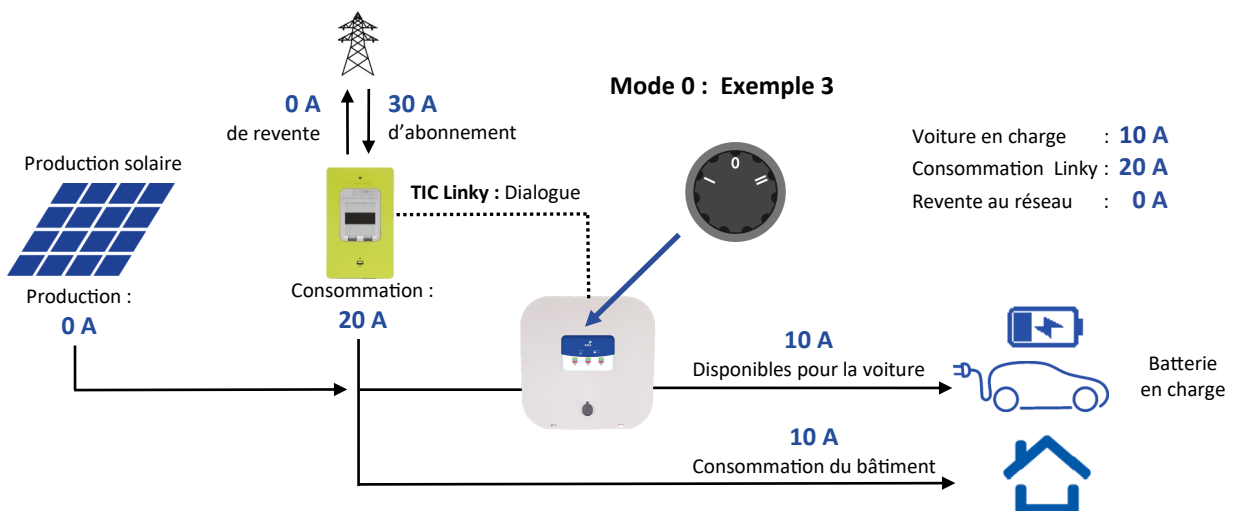 Mode 0 : Exemple 3
0 A
de revente
30 A
d'abonnement
Voiture en charge : 10 A
Consommation Linky : 20 A
Revente au réseau : 0 A
Production solaire
TIC Linky : Dialogue
0
Production :
0 A
Consommation :
20 A
10 A
Disponibles pour la voiture
Batterie
en charge
10 A
Consommation du bâtiment